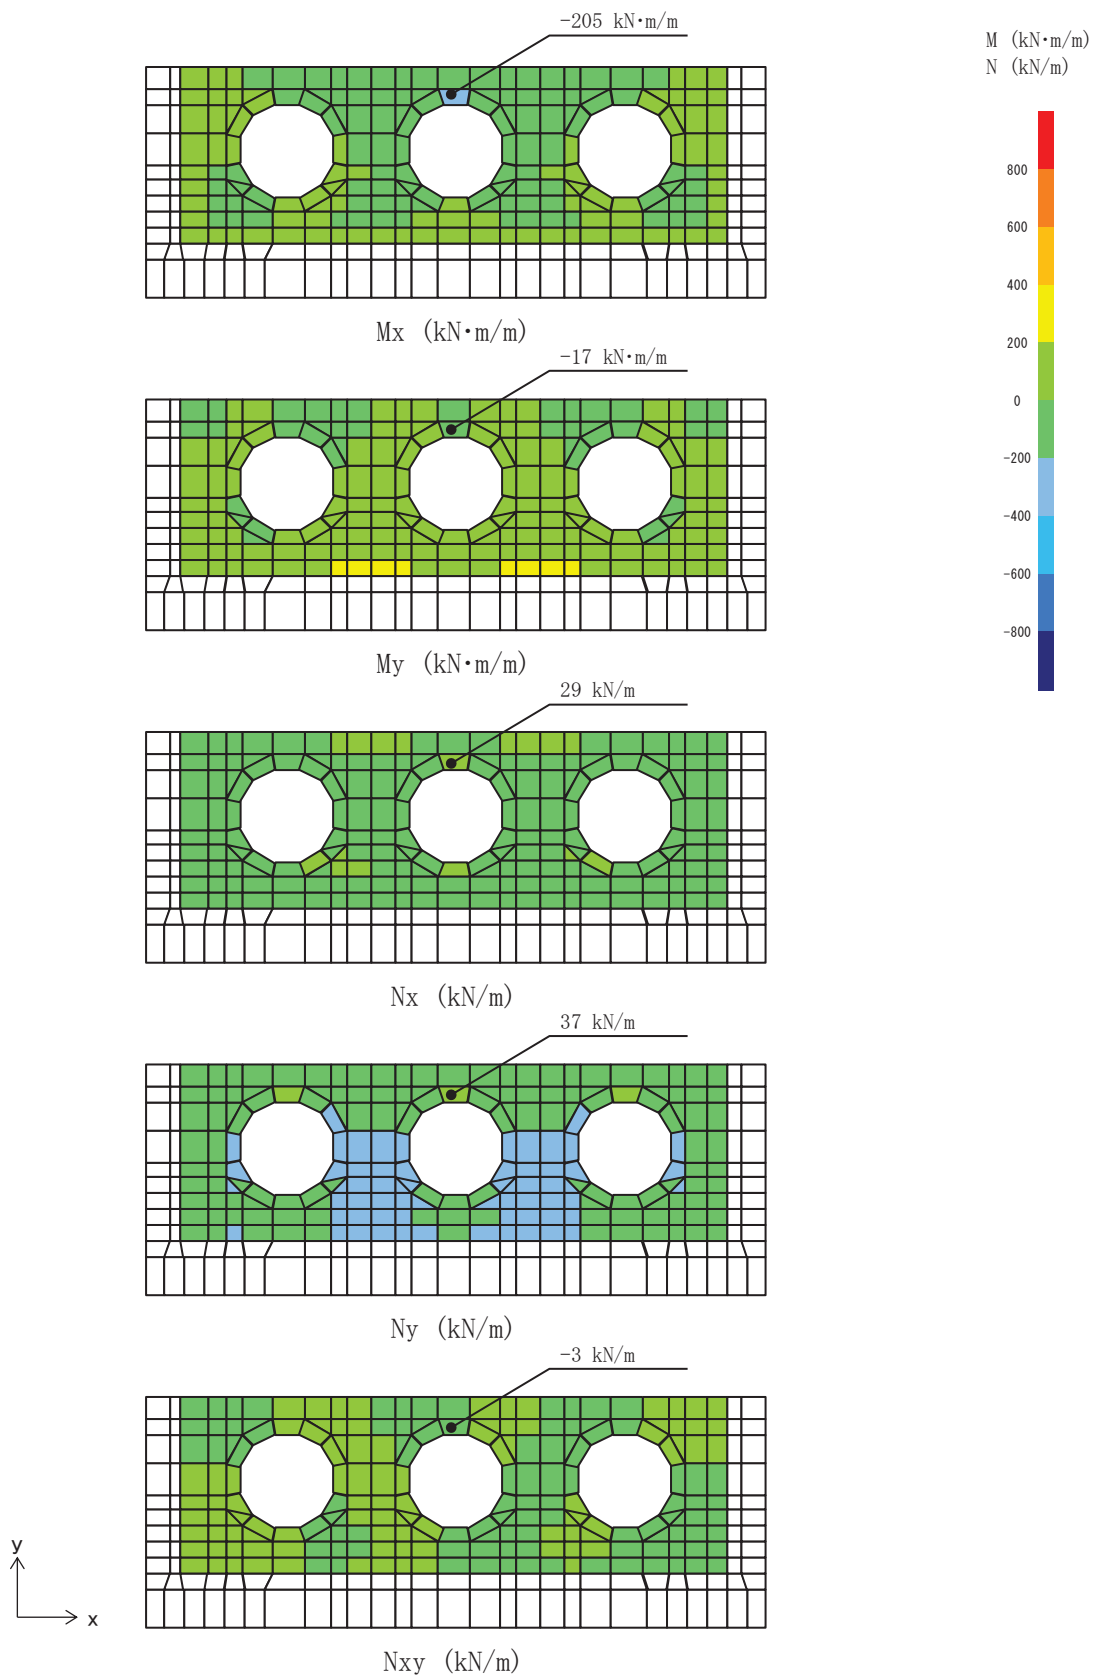 -205 kN·m/m
M (kN·m/m)
N (kN/m)
800
600
400
200
0
-200
-400
-600
-800
Mx (kN·m/m)
-17 kN·m/m
My (kN·m/m)
29 kN/m
Nx (kN/m)
37 kN/m
Ny (kN/m)
-3 kN/m
y
x
Nxy (kN/m)